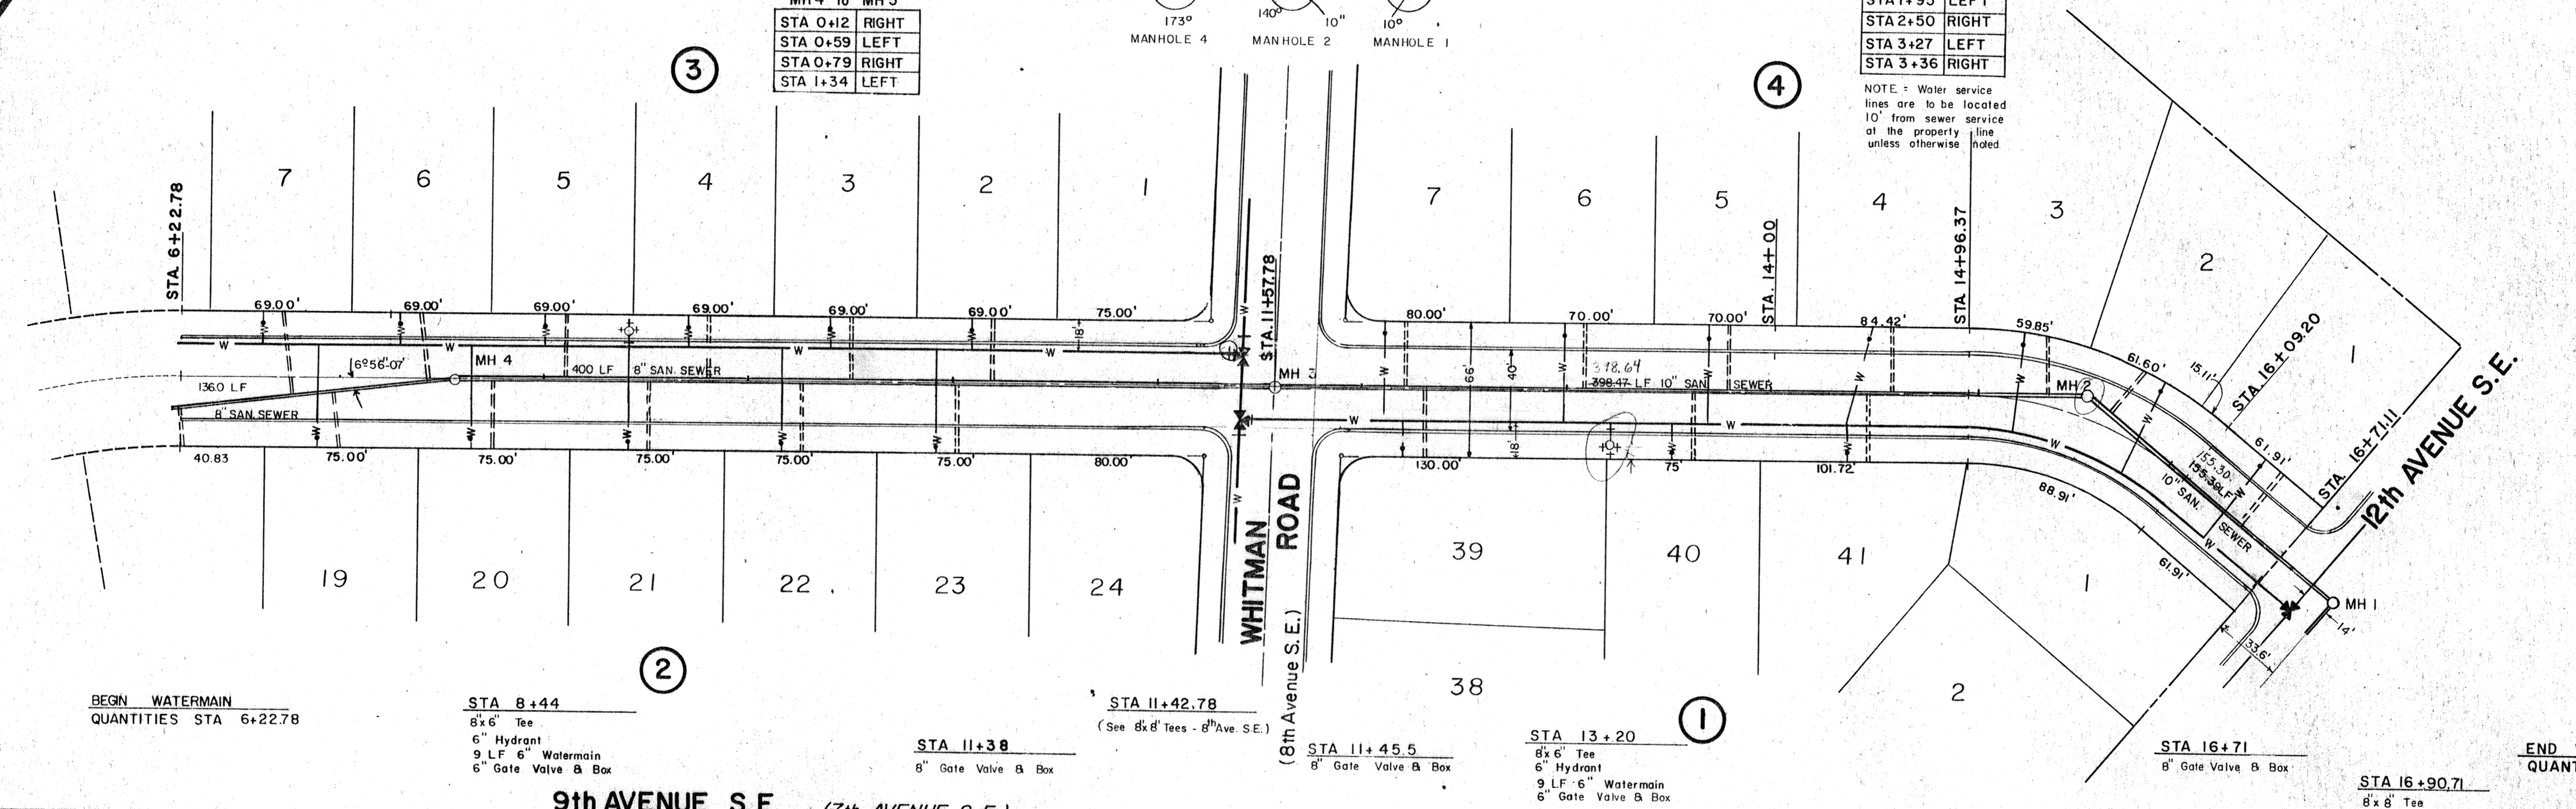 MH 4 to MH 5
STA 0+12 RIGHT
STA 0+59 LEFT
STA 0+79 RIGHT
STA 1+34 LEFT
3
173°
MANHOLE 4
140°
10"
MANHOLE 2
10°
MANHOLE 1
STA 1+95 LEFT
STA 2+50 RIGHT
STA 3+27 LEFT
STA 3+36 RIGHT
4
NOTE = Water service
lines are to be located
10' from sewer service
at the property line
unless otherwise noted
7
6
5
4
3
2
1
7
6
5
4
3
2
1
STA. 6+22.78
STA. 11+57.78
STA. 14+00
STA. 14+96.37
STA. 16+09.20
STA. 16+71.11
12th AVENUE S.E.
69.00'
69.00'
69.00'
69.00'
69.00'
69.00'
75.00'
80.00'
70.00'
70.00'
84.42'
59.85'
61.60'
15.11'
61.91'
18'
W
W
W
W
W
W
W
W
W
W
W
W
W
MH 4
6°56'-07'
400 LF 8" SAN. SEWER
136.0 LF
8" SAN. SEWER
MH 3
66'
40'
18'
398.64
398.47 LF 10" SAN SEWER
MH 2
155.30
155.39 LF
10" SAN.
SEWER
MH 1
14'
33.6'
40.83
75.00'
75.00'
75.00'
75.00'
75.00'
80.00'
130.00'
75'
101.72'
88.91'
61.91'
WHITMAN
ROAD
(8th Avenue S.E.)
19
20
21
22
23
24
39
40
41
38
1
2
2
1
BEGIN WATERMAIN
QUANTITIES STA 6+22.78
STA 8+44
8"x6" Tee
6" Hydrant
9 LF 6" Watermain
6" Gate Valve & Box
STA 11+38
8" Gate Valve & Box
STA 11+42.78
(See 8"x8" Tees - 8th Ave. S.E.)
STA 11+45.5
8" Gate Valve & Box
STA 13+20
8"x6" Tee
6" Hydrant
9 LF 6" Watermain
6" Gate Valve & Box
STA 16+71
8" Gate Valve & Box
STA 16+90.71
8"x8" Tee
END
QUANT
9th AVENUE S.E. (7th AVENUE S.E.)